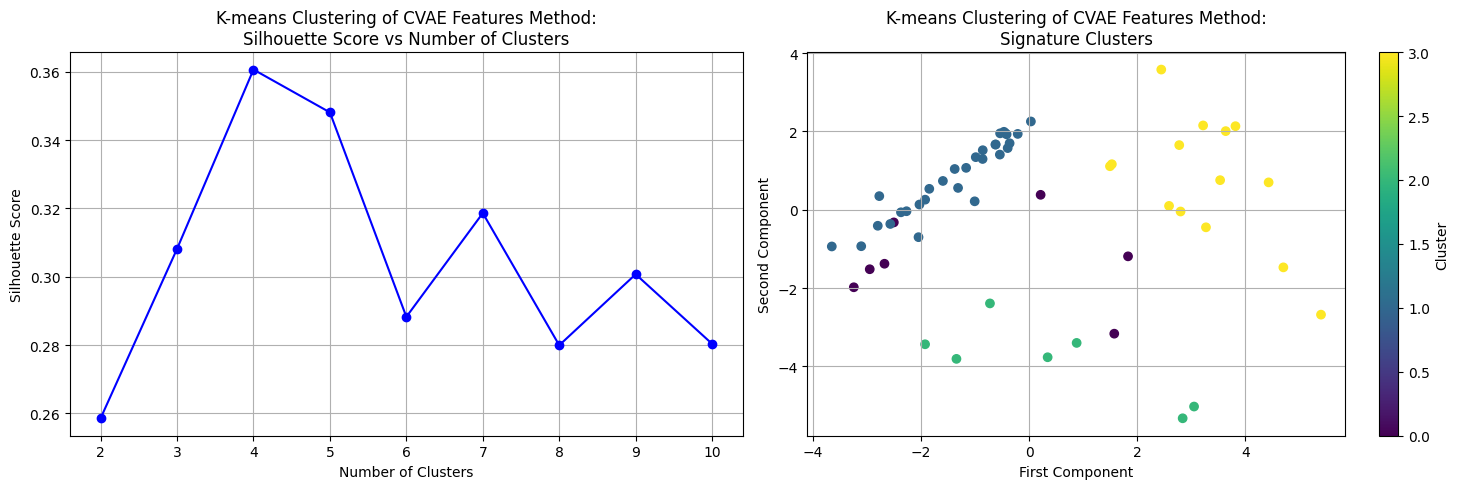 K-means Clustering of CVAE Features Method:
Silhouette Score vs Number of Clusters
0.36
0.34
0.32
0.30
0.28
0.26
Silhouette Score
2 3 4 5 6 7 8 9 10
Number of Clusters
K-means Clustering of CVAE Features Method:
Signature Clusters
4
2
0
−2
−4
Second Component
−4 −2 0 2 4
First Component
3.0
2.5
2.0
1.5
1.0
0.5
0.0
Cluster